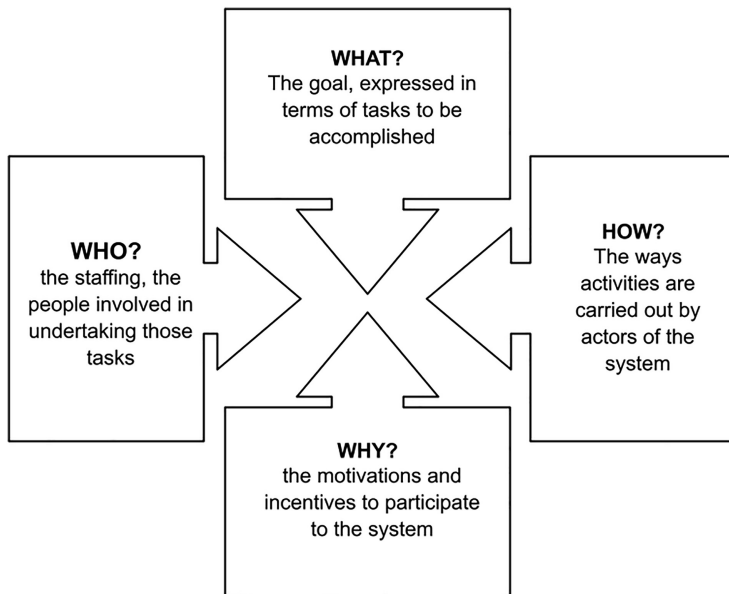 WHAT?
The goal, expressed in
terms of tasks to be
accomplished
WHO?
the staffing, the
people involved in
undertaking those
tasks
HOW?
The ways
activities are
carried out by
actors of the
system
WHY?
the motivations and
incentives to participate
to the system